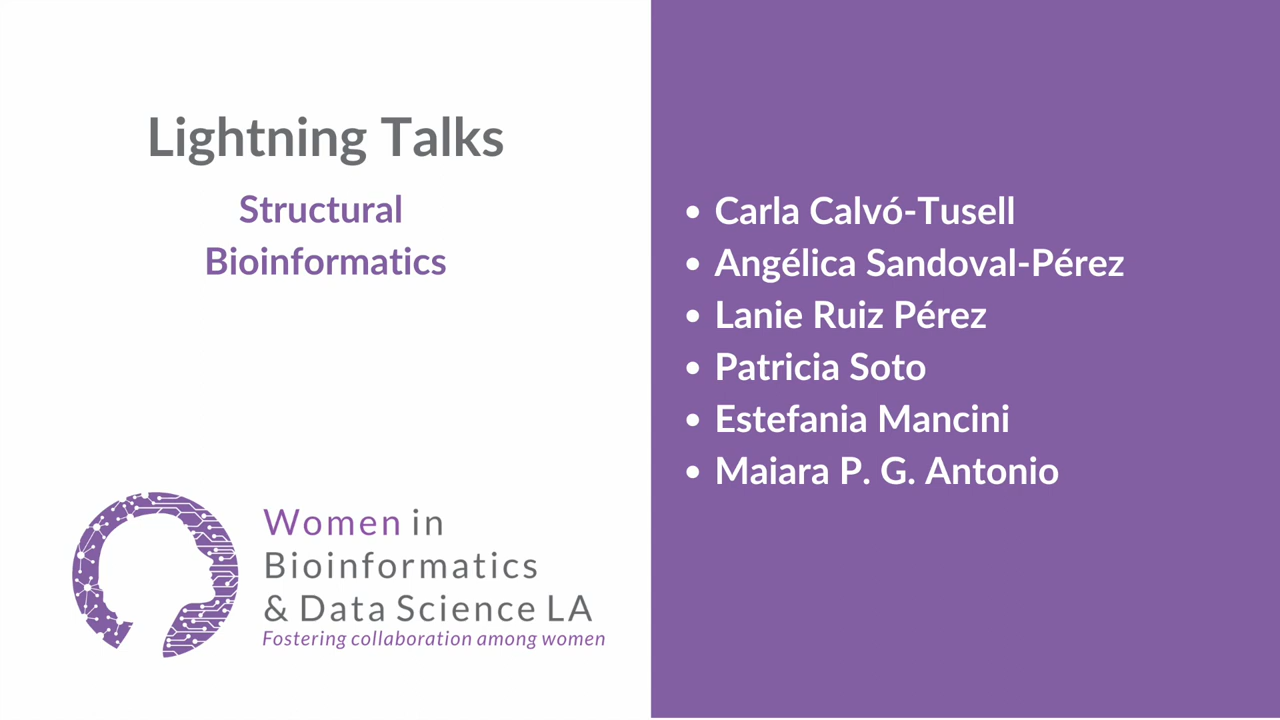 Lightning Talks
Structural
Bioinformatics
Women in
Bioinformatics
& Data Science LA
Fostering collaboration among women
• Carla Calvó-Tusell
• Angélica Sandoval-Pérez
• Lanie Ruiz Pérez
• Patricia Soto
• Estefania Mancini
• Maiara P. G. Antonio